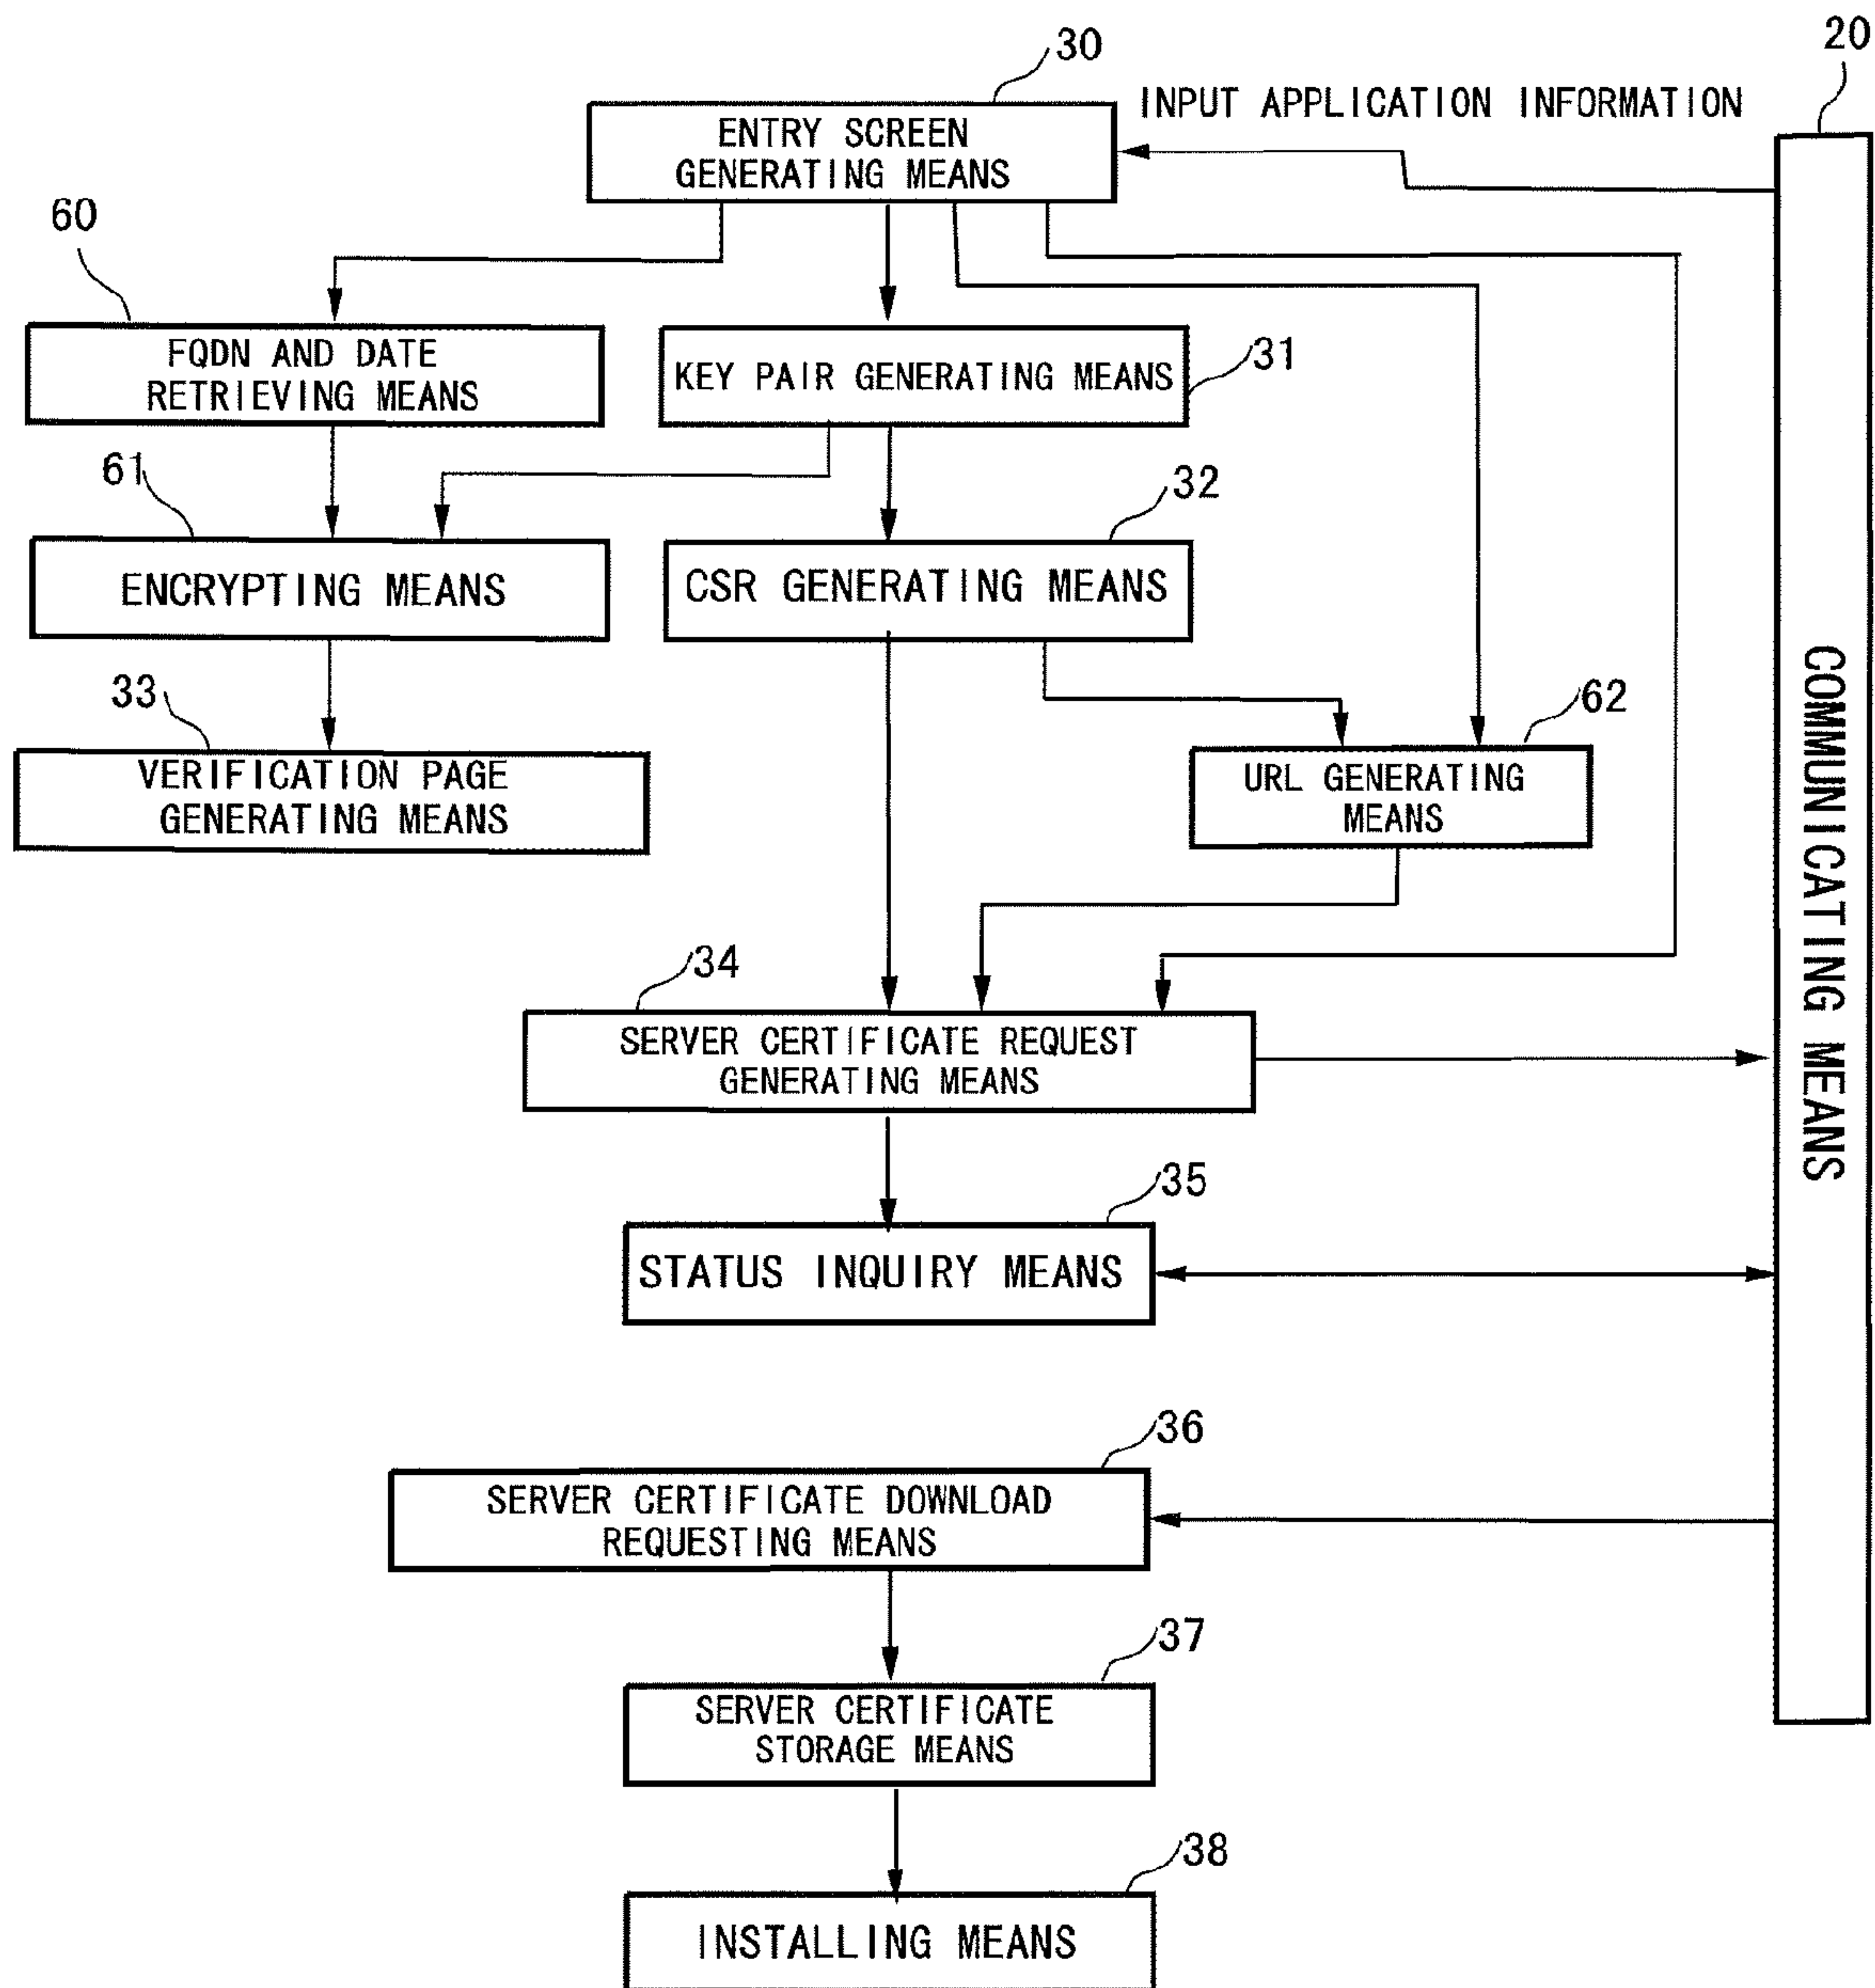 30
20
INPUT APPLICATION INFORMATION
ENTRY SCREEN
GENERATING MEANS
60
FQDN AND DATE
RETRIEVING MEANS
KEY PAIR GENERATING MEANS
31
61
32
ENCRYPTING MEANS
CSR GENERATING MEANS
33
62
VERIFICATION PAGE
GENERATING MEANS
URL GENERATING
MEANS
COMMUNICATING MEANS
34
SERVER CERTIFICATE REQUEST
GENERATING MEANS
35
STATUS INQUIRY MEANS
36
SERVER CERTIFICATE DOWNLOAD
REQUESTING MEANS
37
SERVER CERTIFICATE
STORAGE MEANS
38
INSTALLING MEANS